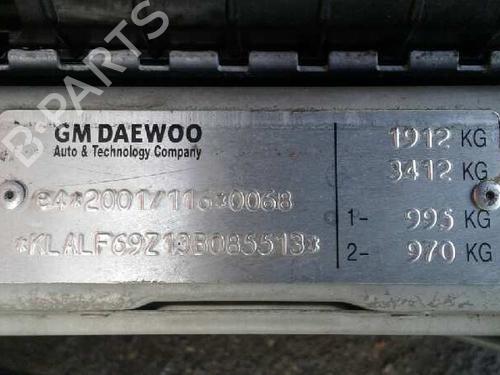 GM DAEWOO
Auto & Technology Company
e4*2001/116*0068
*KLALF69Z13B085513*
1912 KG
3412 KG
1- 995 KG
2- 970 KG
B-PARTS